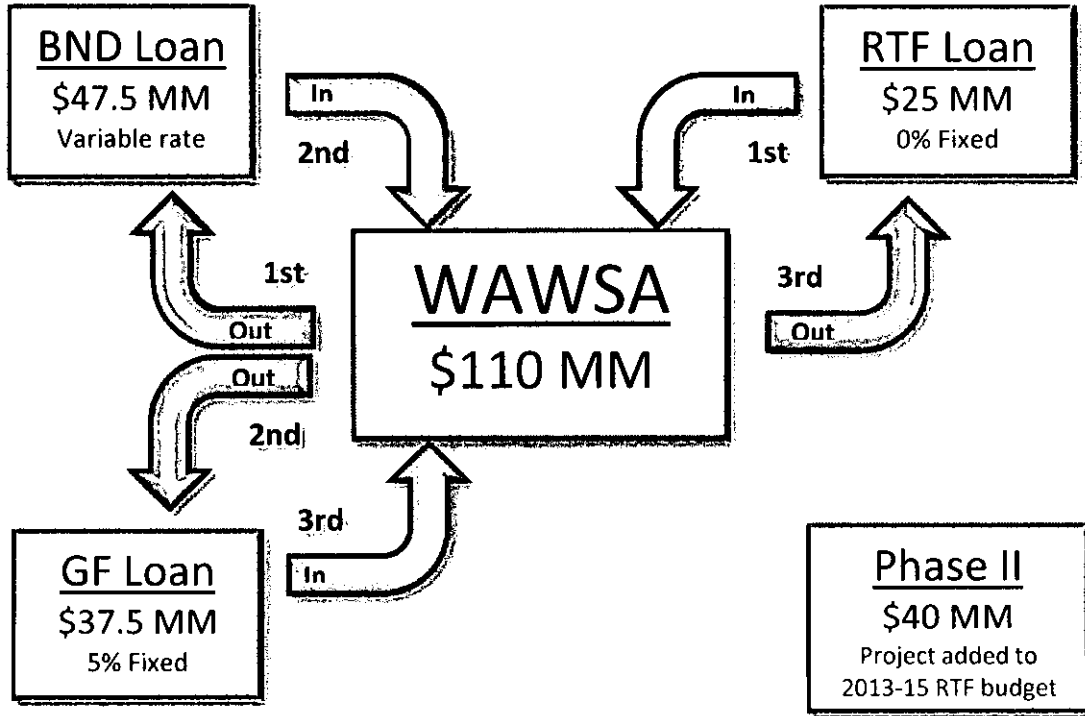 BND Loan
$47.5 MM
Variable rate
In
2nd
In
1st
RTF Loan
$25 MM
0% Fixed
1st
Out
WAWSA
$110 MM
3rd
Out
Out
2nd
GF Loan
$37.5 MM
5% Fixed
3rd
In
Phase II
$40 MM
Project added to
2013-15 RTF budget